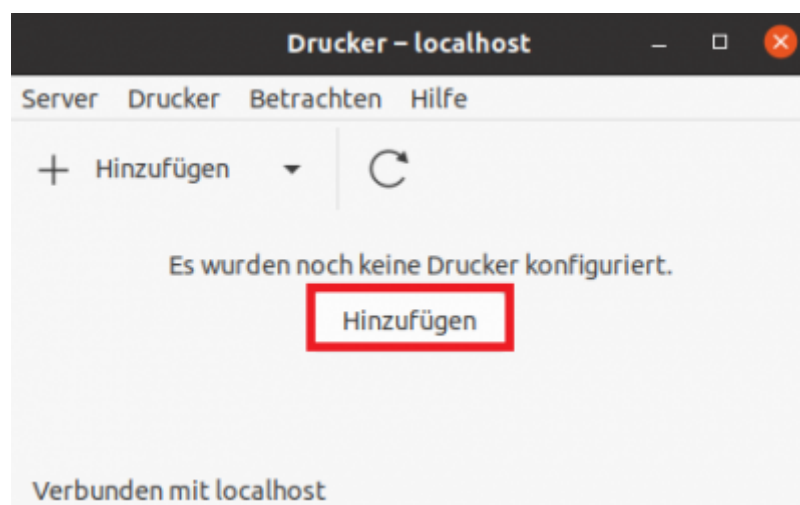 Drucker – localhost
Server Drucker Betrachten Hilfe
Hinzufügen
Es wurden noch keine Drucker konfiguriert.
Hinzufügen
Verbunden mit localhost